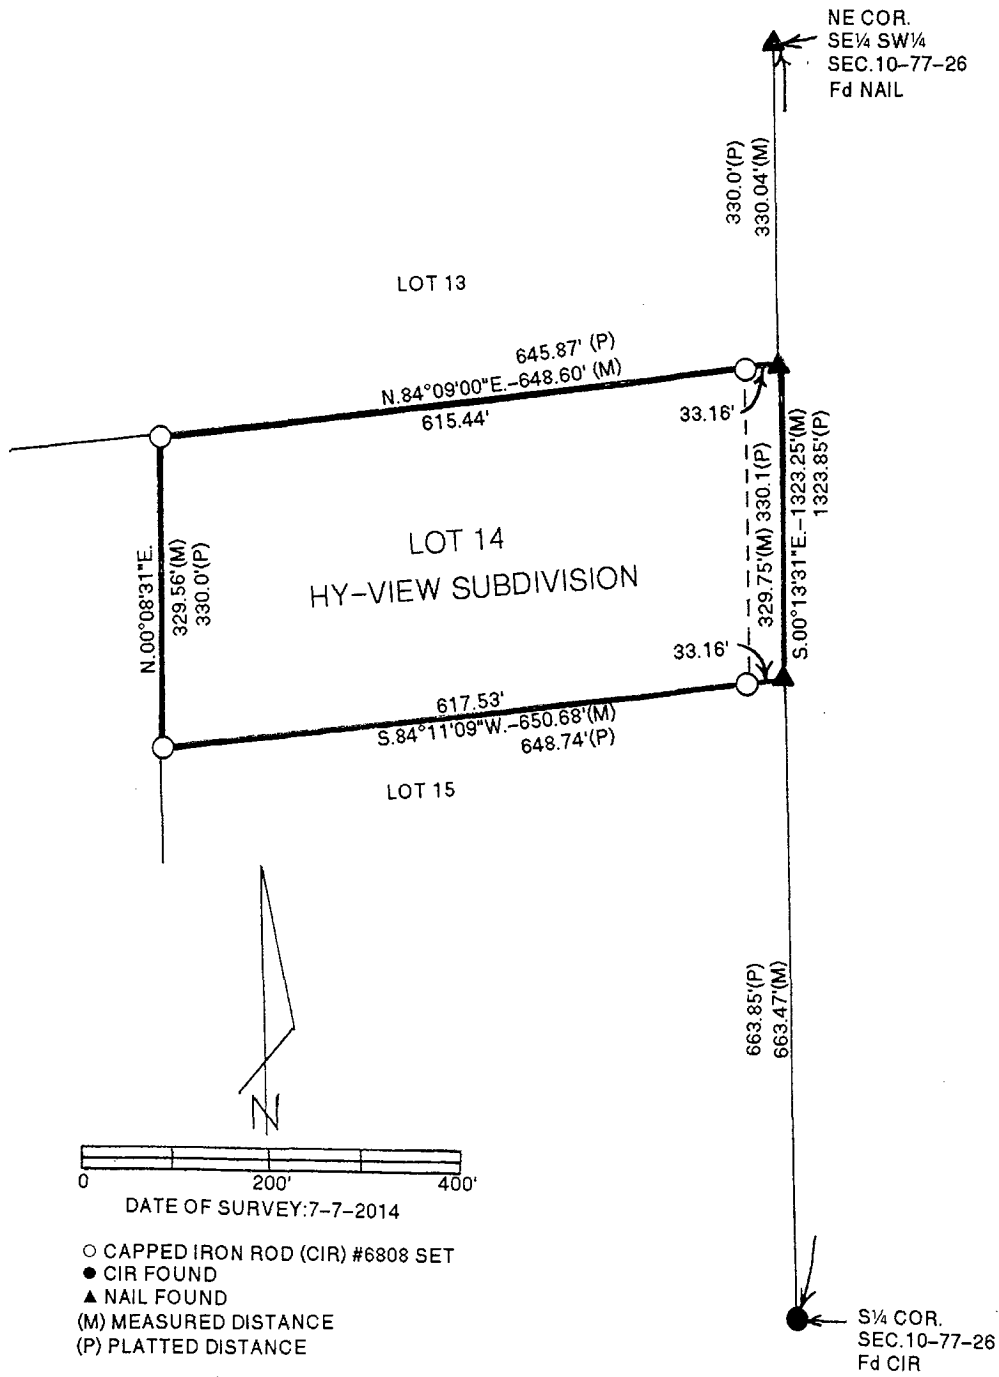 NE COR.
SE¼ SW¼
SEC.10-77-26
Fd NAIL
330.0'(P)
330.04'(M)
LOT 13
645.87' (P)
N.84°09'00"E.-648.60' (M)
615.44'
33.16'
LOT 14
HY-VIEW SUBDIVISION
N.00°08'31"E.
329.56'(M)
330.0'(P)
329.75'(M) 330.1(P)
S.00°13'31"E.-1323.25'(M)
1323.85'(P)
33.16'
617.53'
S.84°11'09"W.-650.68'(M)
648.74'(P)
LOT 15
663.85'(P)
663.47'(M)
N
0 200' 400'
DATE OF SURVEY:7-7-2014
CAPPED IRON ROD (CIR) #6808 SET
CIR FOUND
NAIL FOUND
(M) MEASURED DISTANCE
(P) PLATTED DISTANCE
S¼ COR.
SEC.10-77-26
Fd CIR